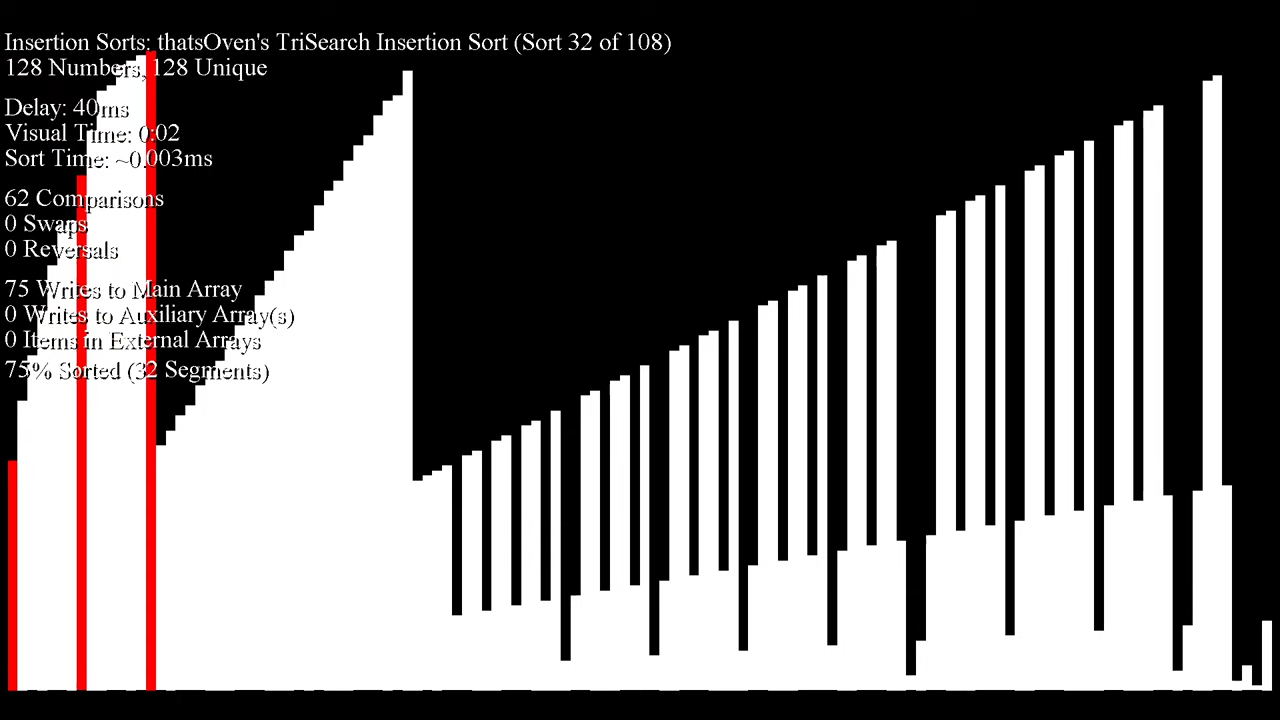 Insertion Sorts: thatsOven's TriSearch Insertion Sort (Sort 32 of 108)
128 Numbers, 128 Unique
Delay: 40ms
Visual Time: 0:02
Sort Time: ~0.003ms
62 Comparisons
0 Swaps
0 Reversals
75 Writes to Main Array
0 Writes to Auxiliary Array(s)
0 Items in External Arrays
75% Sorted (32 Segments)